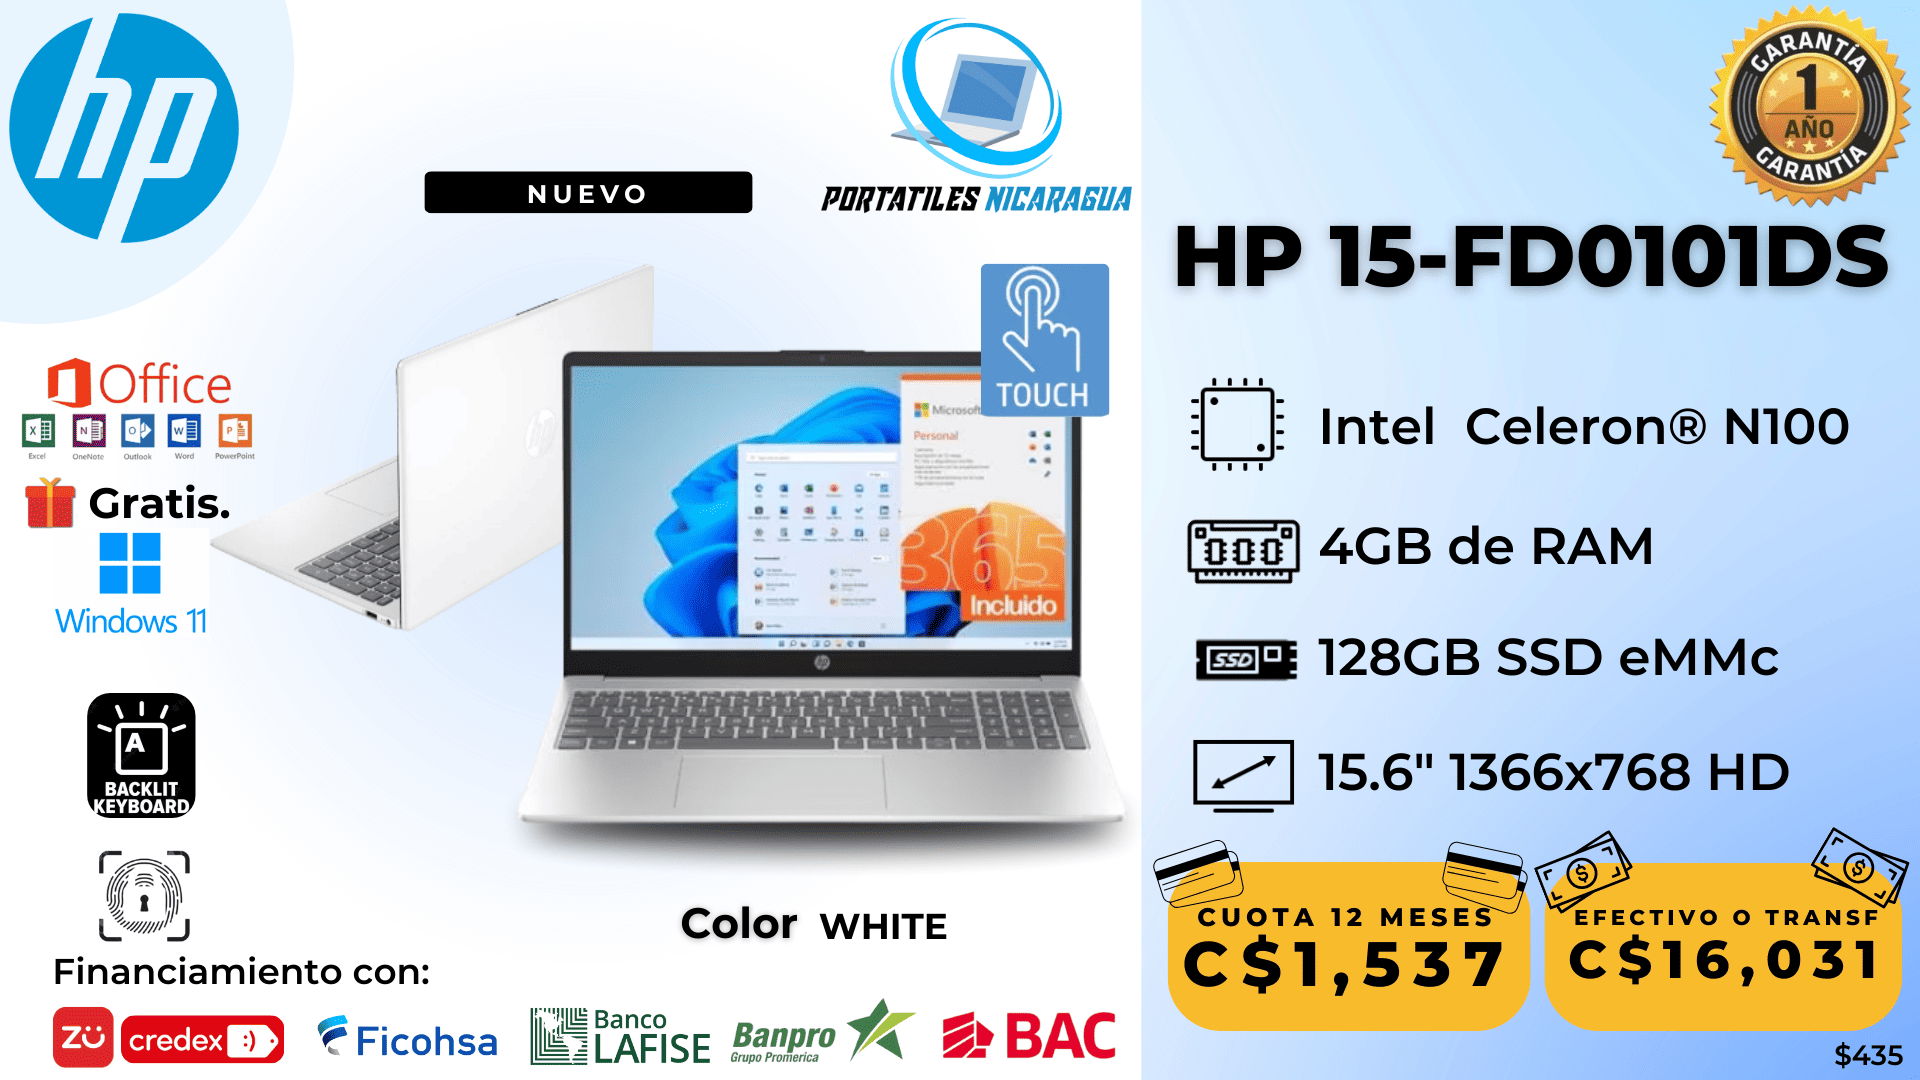 hp
NUEVO
PORTATILES NICARAGUA
GARANTÍA
1
AÑO
GARANTÍA
HP 15-FD0101DS
Office
Excel
OneNote
Outlook
Word
PowerPoint
Gratis.
Windows 11
TOUCH
Microsoft
Personal
365
Incluido
hp
A
BACKLIT
KEYBOARD
Intel Celeron® N100
4GB de RAM
SSD
128GB SSD eMMc
15.6" 1366x768 HD
Color WHITE
CUOTA 12 MESES
C$1,537
EFECTIVO O TRANSF
C$16,031
$435
Financiamiento con:
zü
credex :)
Ficohsa
Banco
LAFISE
Banpro
Grupo Promerica
BAC